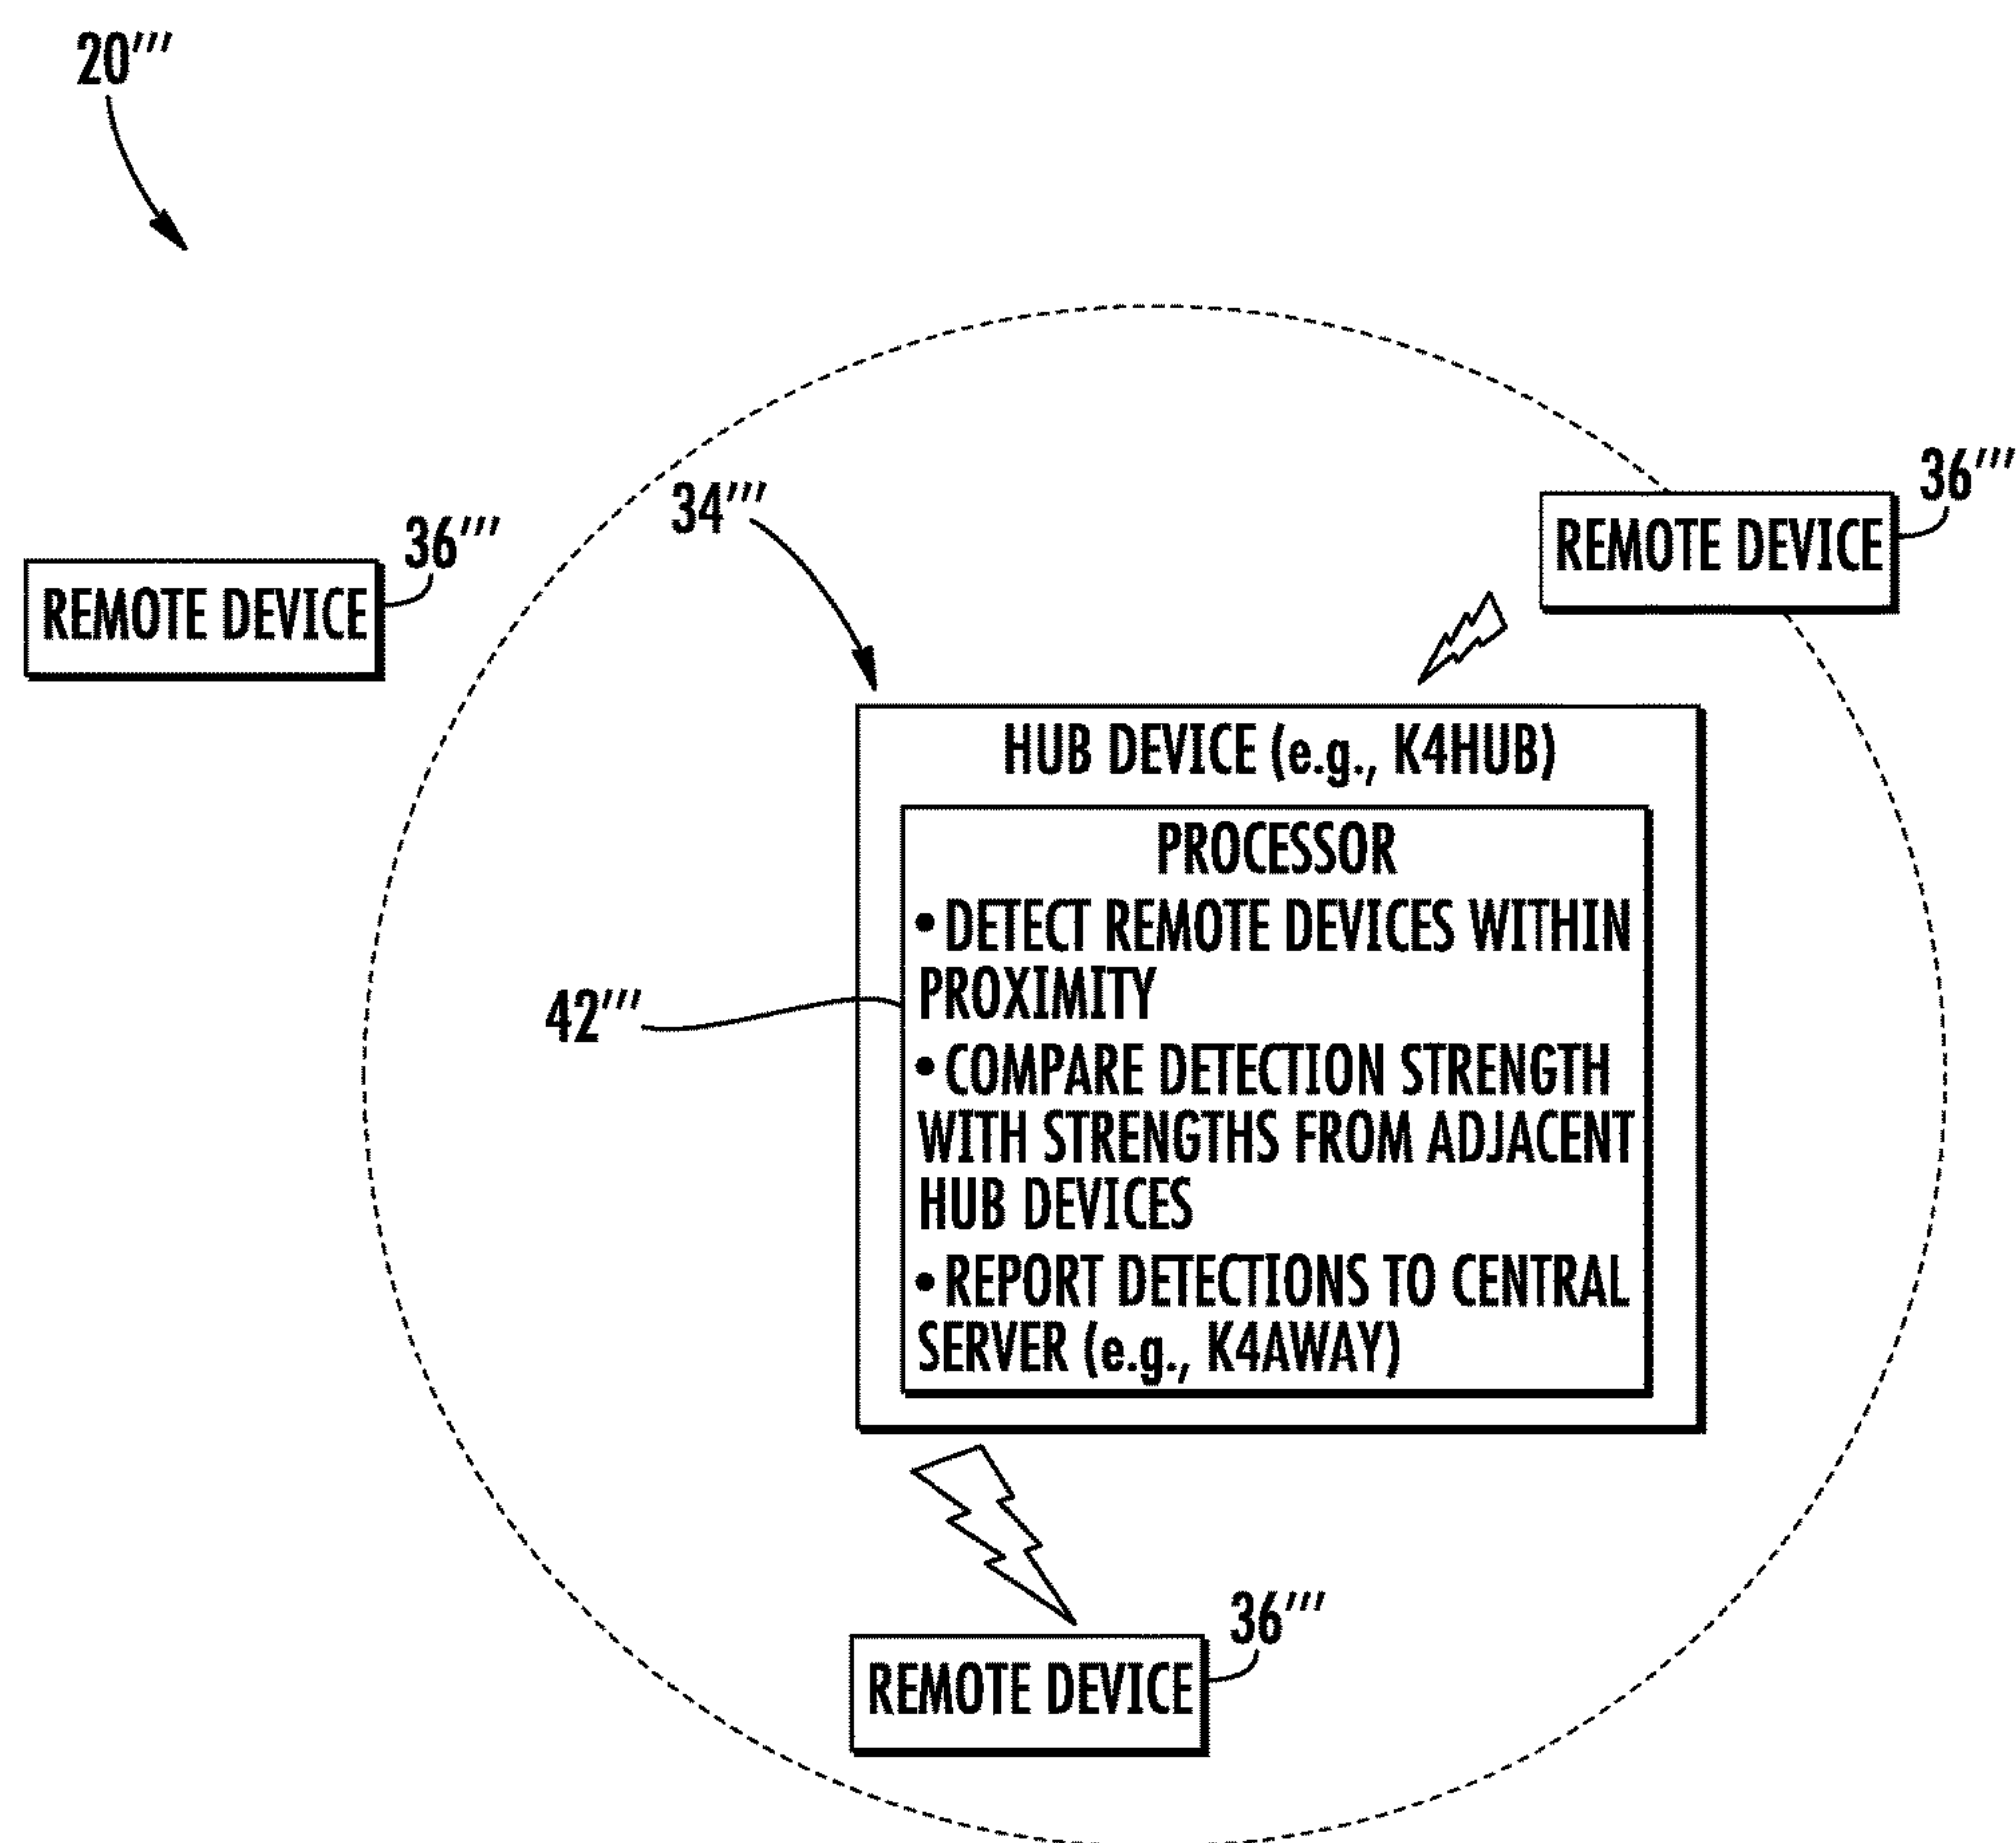 20‴
36‴
REMOTE DEVICE
34‴
36‴
REMOTE DEVICE
HUB DEVICE (e.g., K4HUB)
PROCESSOR
• DETECT REMOTE DEVICES WITHIN
PROXIMITY
• COMPARE DETECTION STRENGTH
WITH STRENGTHS FROM ADJACENT
HUB DEVICES
• REPORT DETECTIONS TO CENTRAL
SERVER (e.g., K4AWAY)
42‴
36‴
REMOTE DEVICE